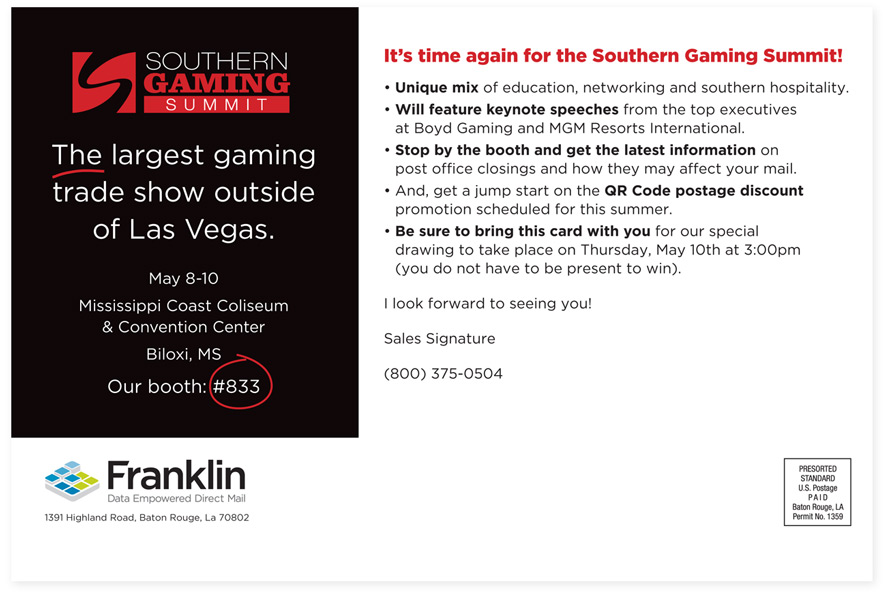 SOUTHERN
GAMING
SUMMIT
The largest gaming
trade show outside
of Las Vegas.
May 8-10
Mississippi Coast Coliseum
& Convention Center
Biloxi, MS
Our booth: #833
It's time again for the Southern Gaming Summit!
• Unique mix of education, networking and southern hospitality.
• Will feature keynote speeches from the top executives
at Boyd Gaming and MGM Resorts International.
• Stop by the booth and get the latest information on
post office closings and how they may affect your mail.
• And, get a jump start on the QR Code postage discount
promotion scheduled for this summer.
• Be sure to bring this card with you for our special
drawing to take place on Thursday, May 10th at 3:00pm
(you do not have to be present to win).
I look forward to seeing you!
Sales Signature
(800) 375-0504
Franklin
Data Empowered Direct Mail
1391 Highland Road, Baton Rouge, La 70802
PRESORTED
STANDARD
U.S. Postage
PAID
Baton Rouge, LA
Permit No. 1359